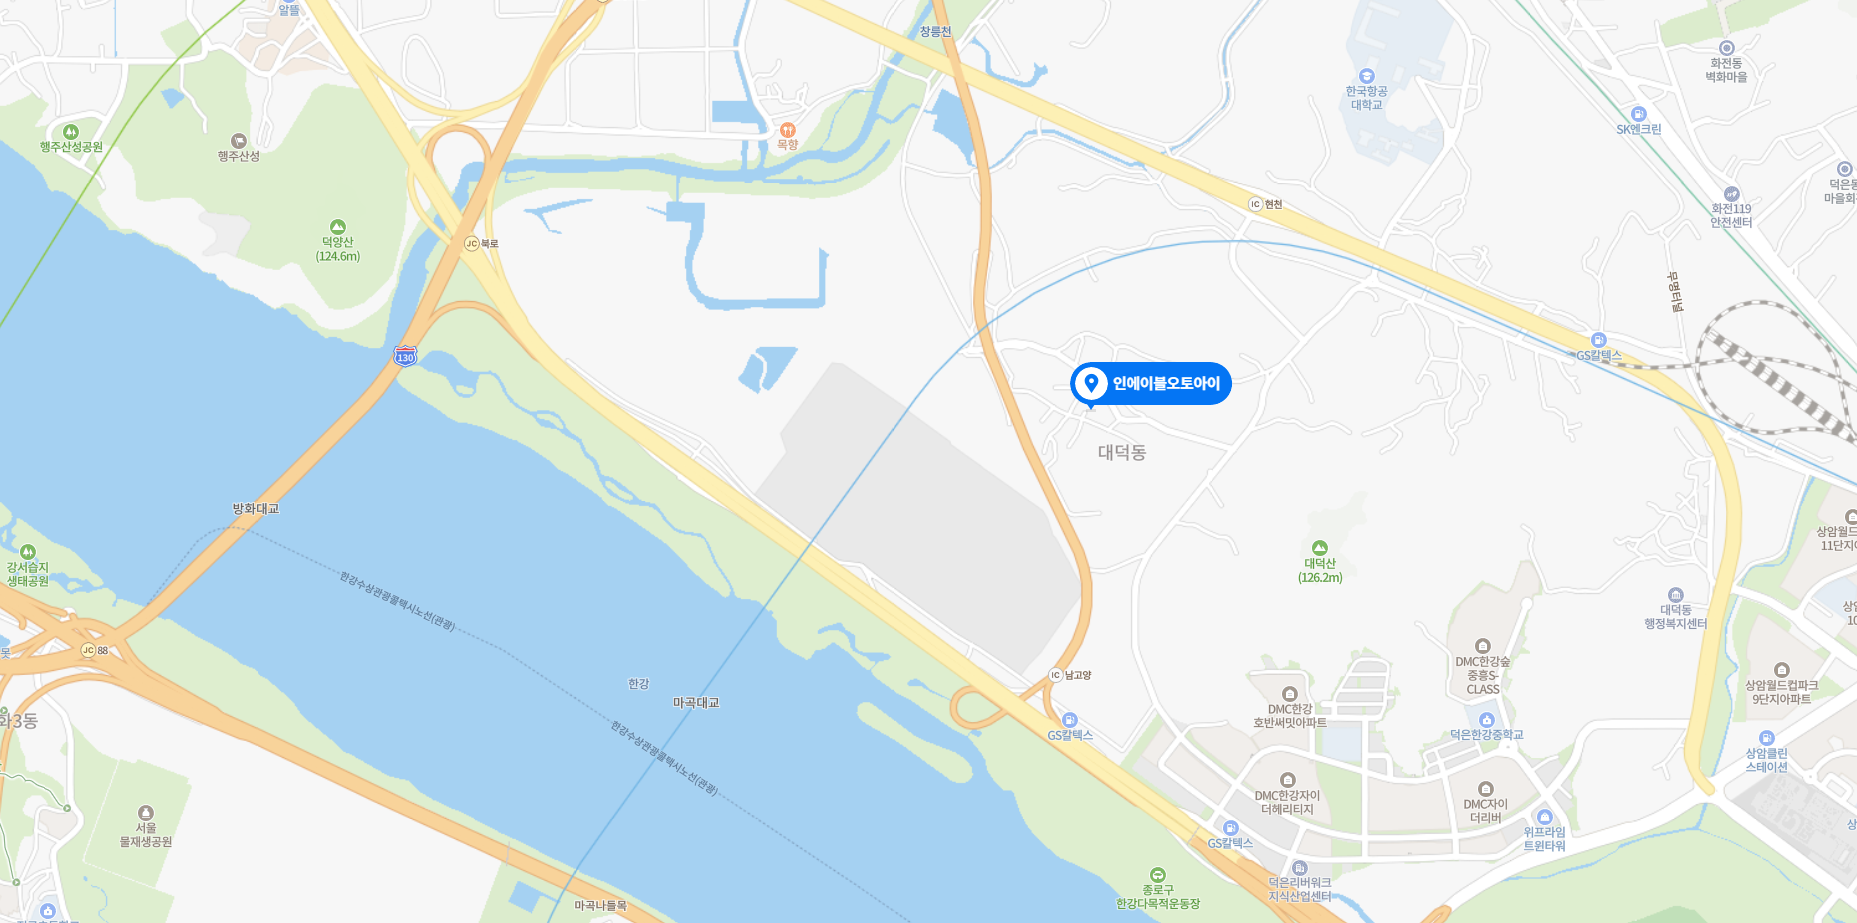 알뜰
창릉천
화전동
벽화마을
한국항공
대학교
SK엔크린
행주산성공원
행주산성
목향
덕은동
화전119
안전센터
IC 현천
덕양산
(124.6m)
JC 북로
무명터널
130
GS칼텍스
인에이블오토아이
대덕동
방화대교
강서습지
생태공원
한강수상관광콜택시노선(관광)
대덕산
(126.2m)
상암월드
11단지
대덕동
행정복지센터
JC 88
DMC한강숲
중흥S-
CLASS
IC 남고양
한강
마곡대교
상암월드컵파크
9단지아파트
화3동
한강수상관광콜택시노선(관광)
GS칼텍스
DMC한강
호반써밋아파트
덕은한강중학교
상암클린
스테이션
DMC한강자이
더헤리티지
DMC자이
더리버
서울
물재생공원
GS칼텍스
위프라임
트윈타워
종로구
한강다목적운동장
덕은리버워크
지식산업센터
마곡나들목